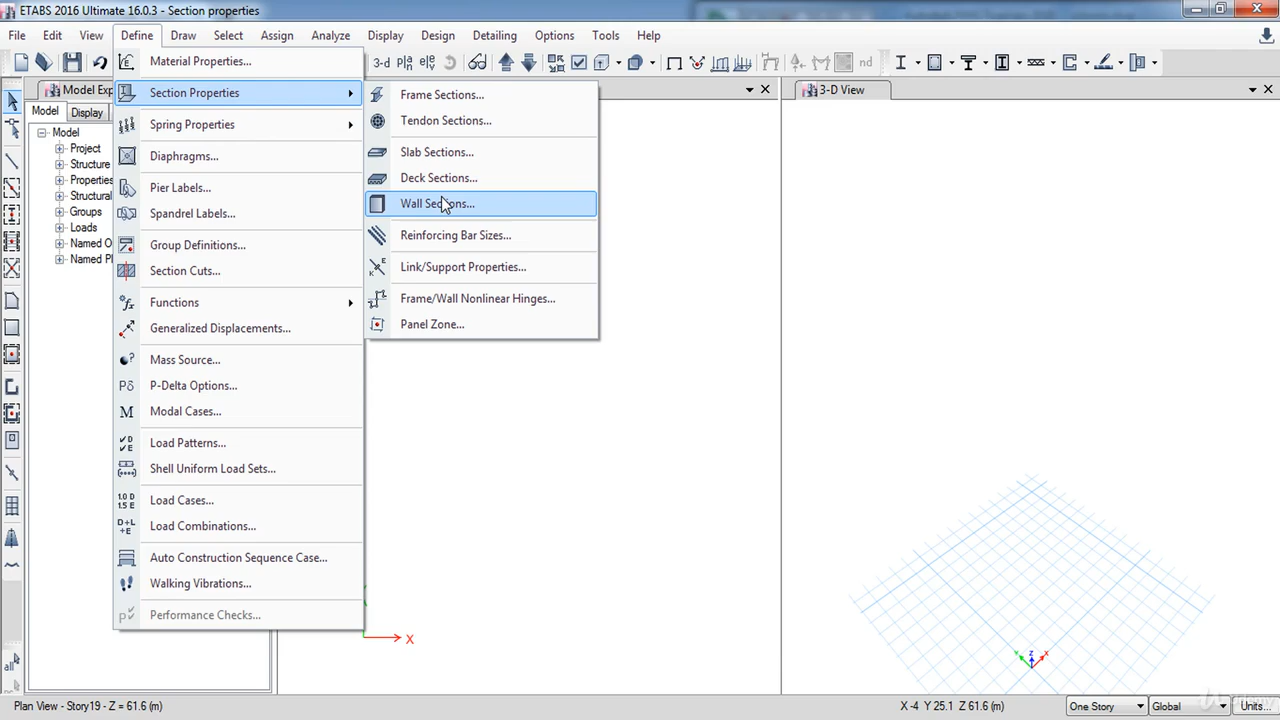 ETABS 2016 Ultimate 16.0.3 - Section properties
File Edit View Define Draw Select Assign Analyze Display Design Detailing Options Tools Help
3-d nd
Model Display
Model
Project
Structure
Properties
Groups
Loads
Material Properties...
Section Properties
Spring Properties
Diaphragms...
Pier Labels...
Spandrel Labels...
Group Definitions...
Section Cuts...
Functions
Generalized Displacements...
Mass Source...
P-Delta Options...
Modal Cases...
Load Patterns...
Shell Uniform Load Sets...
Load Cases...
Load Combinations...
Auto Construction Sequence Case...
Walking Vibrations...
Performance Checks...
Frame Sections...
Tendon Sections...
Slab Sections...
Deck Sections...
Wall Sections...
Reinforcing Bar Sizes...
Link/Support Properties...
Frame/Wall Nonlinear Hinges...
Panel Zone...
3-D View
X
Y Z X
Plan View - Story19 - Z = 61.6 (m)
X -4 Y 25.1 Z 61.6 (m)
One Story Global Units...